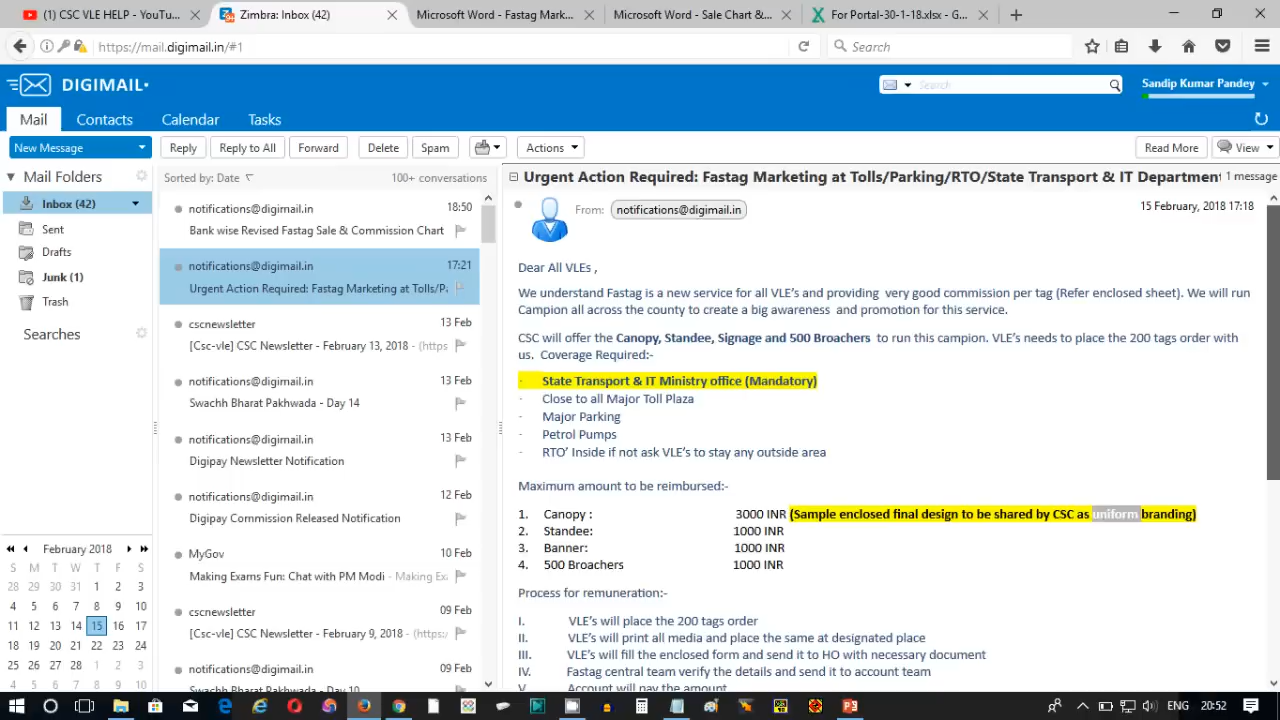 (1) CSC VLE HELP - YouT...
Zimbra: Inbox (42)
Microsoft Word - Fastag Mark...
Microsoft Word - Sale Chart &...
For Portal-30-1-18.xlsx - G...
https://mail.digimail.in/#1
Search
DIGIMAIL
Search
Sandip Kumar Pandey
Mail
Contacts
Calendar
Tasks
New Message
Reply
Reply to All
Forward
Delete
Spam
Actions
Read More
View
Mail Folders
Inbox (42)
Sent
Drafts
Junk (1)
Trash
Searches
Sorted by: Date
100+ conversations
notifications@digimail.in 18:50
Bank wise Revised Fastag Sale & Commission Chart
notifications@digimail.in 17:21
Urgent Action Required: Fastag Marketing at Tolls/P
cscnewsletter 13 Feb
[Csc-vle] CSC Newsletter - February 13, 2018 - (https
notifications@digimail.in 13 Feb
Swachh Bharat Pakhwada - Day 14
notifications@digimail.in 13 Feb
Digipay Newsletter Notification
notifications@digimail.in 12 Feb
Digipay Commission Released Notification
MyGov 10 Feb
Making Exams Fun: Chat with PM Modi - Making Ex
cscnewsletter 09 Feb
[Csc-vle] CSC Newsletter - February 9, 2018 - (https:
notifications@digimail.in 09 Feb
Swachh Bharat Pakhwada - Day 10
Urgent Action Required: Fastag Marketing at Tolls/Parking/RTO/State Transport & IT Department
1 message
From: notifications@digimail.in
15 February, 2018 17:18
Dear All VLEs ,
We understand Fastag is a new service for all VLE's and providing very good commission per tag (Refer enclosed sheet). We will run
Campion all across the county to create a big awareness and promotion for this service.
CSC will offer the Canopy, Standee, Signage and 500 Broachers to run this campion. VLE's needs to place the 200 tags order with
us. Coverage Required:-
· State Transport & IT Ministry office (Mandatory)
· Close to all Major Toll Plaza
· Major Parking
· Petrol Pumps
· RTO' Inside if not ask VLE's to stay any outside area
Maximum amount to be reimbursed:-
1. Canopy : 3000 INR (Sample enclosed final design to be shared by CSC as uniform branding)
2. Standee: 1000 INR
3. Banner: 1000 INR
4. 500 Broachers 1000 INR
Process for remuneration:-
I. VLE's will place the 200 tags order
II. VLE's will print all media and place the same at designated place
III. VLE's will fill the enclosed form and send it to HO with necessary document
IV. Fastag central team verify the details and send it to account team
V. Account will pay the amount
February 2018
S M T W T F S
28 29 30 31 1 2 3
4 5 6 7 8 9 10
11 12 13 14 15 16 17
18 19 20 21 22 23 24
25 26 27 28 1 2 3
4 5 6 7 8 9 10
ENG 20:52